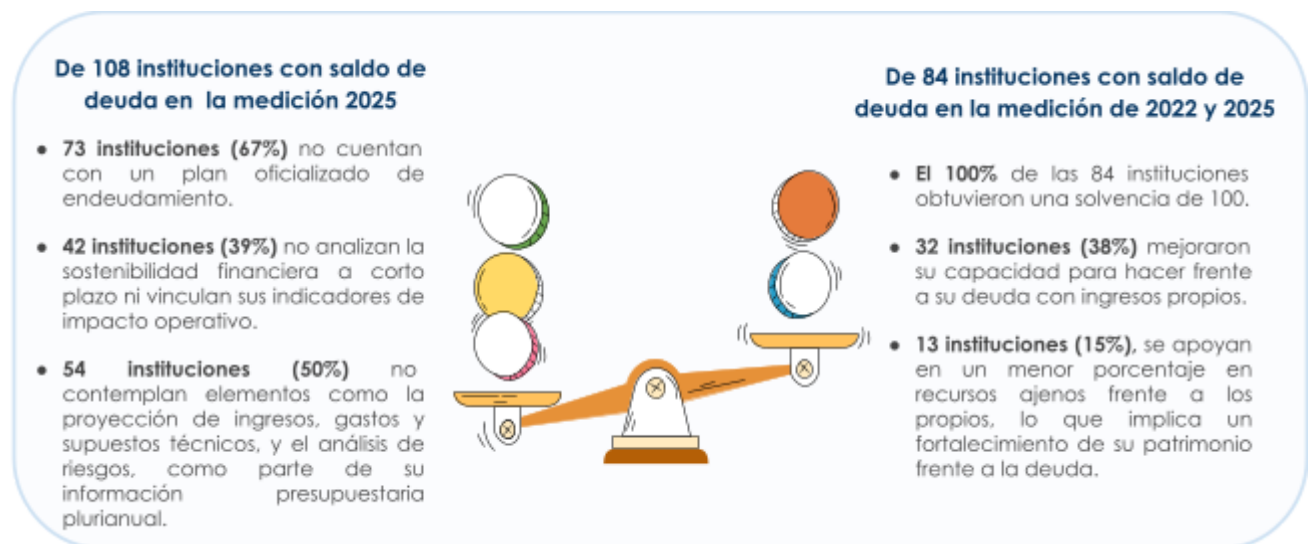 De 108 instituciones con saldo de
deuda en la medición 2025
● 73 instituciones (67%) no cuentan
con un plan oficializado de
endeudamiento.
● 42 instituciones (39%) no analizan la
sostenibilidad financiera a corto
plazo ni vinculan sus indicadores de
impacto operativo.
● 54 instituciones (50%) no
contemplan elementos como la
proyección de ingresos, gastos y
supuestos técnicos, y el análisis de
riesgos, como parte de su
información presupuestaria
plurianual.
De 84 instituciones con saldo de
deuda en la medición de 2022 y 2025
● El 100% de las 84 instituciones
obtuvieron una solvencia de 100.
● 32 instituciones (38%) mejoraron
su capacidad para hacer frente
a su deuda con ingresos propios.
● 13 instituciones (15%), se apoyan
en un menor porcentaje en
recursos ajenos frente a los
propios, lo que implica un
fortalecimiento de su patrimonio
frente a la deuda.